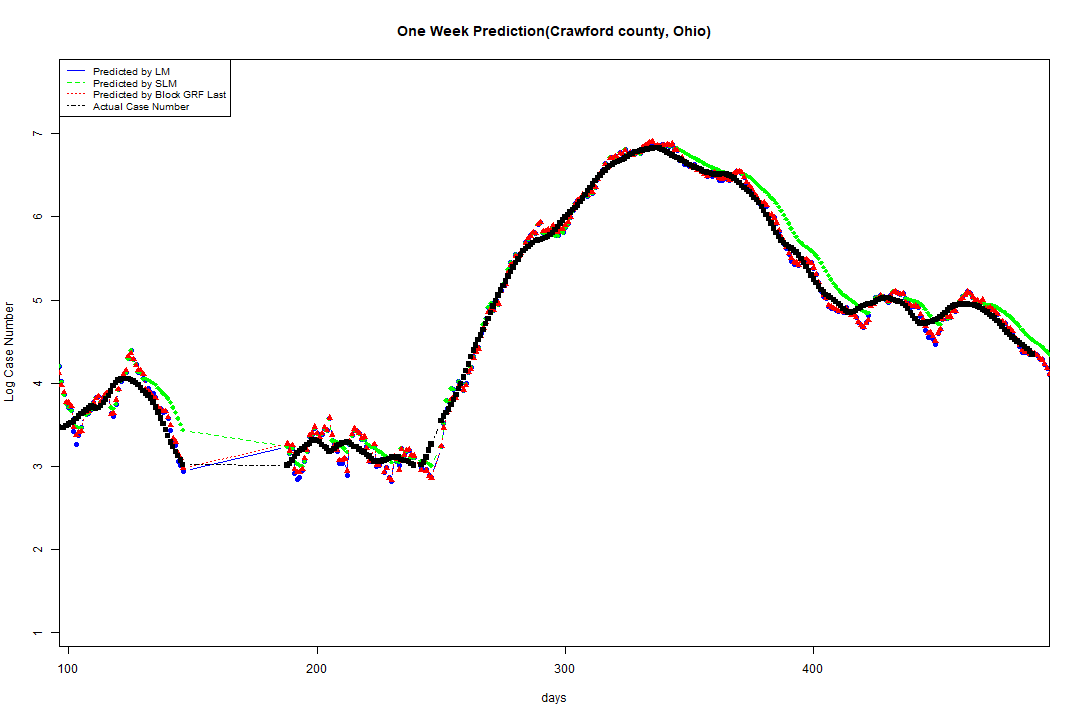 One Week Prediction(Crawford county, Ohio)
Predicted by LM
Predicted by SLM
Predicted by Block GRF Last
Actual Case Number
Log Case Number
7
6
5
4
3
2
1
100 200 300 400
days